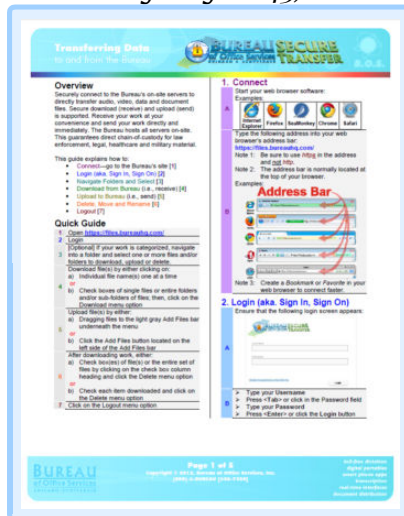 Transferring Data
to and from the Bureau
BUREAU SECURE
of Office Services TRANSFER
B.O.S.
Overview
Securely connect to the Bureau's on-site servers to
directly transfer audio, video, data and document
files. Secure download (receive) and upload (send)
is supported. Receive your work at your
convenience and send your work directly and
immediately. The Bureau hosts all servers on-site.
This guarantees direct chain-of-custody for law
enforcement, legal, healthcare and military material.
This guide explains how to:
• Connect—go to the Bureau's site [1]
• Login (aka, Sign In, Sign On) [2]
• Navigate Folders and Select [3]
• Download from Bureau (i.e., receive) [4]
• Upload to Bureau (i.e., send) [5]
• Delete, Move and Rename [6]
• Logout [7]
Quick Guide
1 Open https://files.bureauhq.com/
2 Login
[Optional] If your work is categorized, navigate
3 into a folder and select one or more files and/or
folders to download, upload or delete.
Download file(s) by either clicking on:
a) Individual file name(s) one at a time
or
4
b) Check boxes of single files or entire folders
and/or sub-folders of files; then, click on the
Download menu option
Upload file(s) by either:
a) Dragging files to the light gray Add Files bar
underneath the menu
5
or
b) Click the Add Files button located on the
left side of the Add Files bar
After downloading work, either:
a) Check box(es) of file(s) or the entire set of
files by clicking on the check box column
heading and click the Delete menu option
6
or
b) Check each item downloaded and click on
the Delete menu option
7 Click on the Logout menu option
1. Connect
Start your web browser software:
Examples:
A
Internet Explorer Firefox SeaMonkey Chrome Safari
Type the following address into your web
browser's address bar:
https://files.bureauhq.com/
Note 1: Be sure to use https in the address
and not http.
Note 2: The address bar is normally located at
the top of your browser.
Examples:
Address Bar
B
Note 3: Create a Bookmark or Favorite in your
web browser to connect faster.
2. Login (aka. Sign In, Sign On)
Ensure that the following login screen appears:
A
B
➢ Type your Username
➢ Press <Tab> or click in the Password field
➢ Type your Password
➢ Press <Enter> or click the Login button
BUREAU
of Office Services
Page 1 of 5
Copyright © 2013, Bureau of Office Services, Inc.